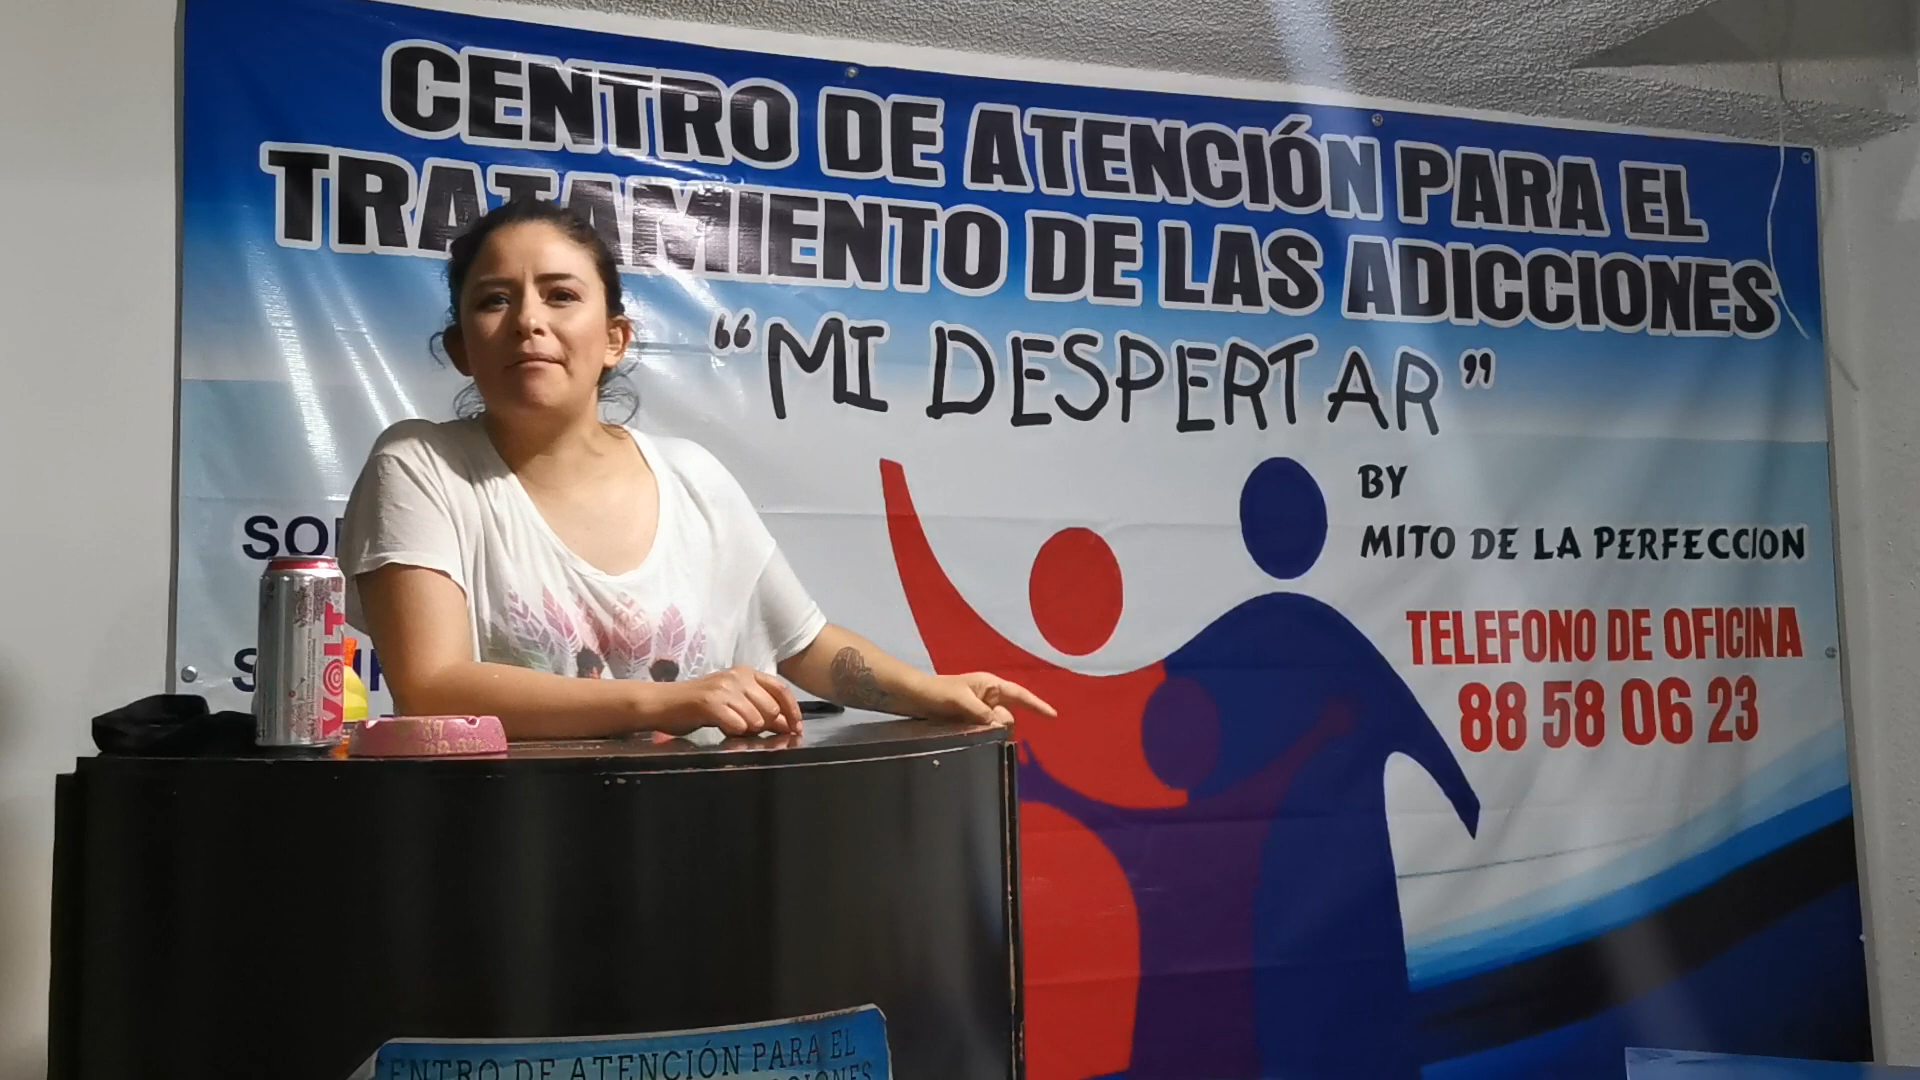 CENTRO DE ATENCIÓN PARA EL
TRATAMIENTO DE LAS ADICCIONES
"MI DESPERTAR"
BY
MITO DE LA PERFECCION
TELEFONO DE OFICINA
88 58 06 23
VOLT
ENTRO DE ATENCIÓN PARA EL